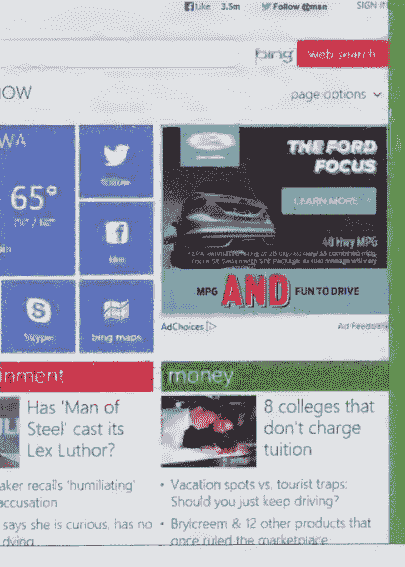 Like 3.5m Follow @msn SIGN IN
bing web search
NOW
page options
WA
65°
follow
like
Skype
bing maps
THE FORD
FOCUS
LEARN MORE
40 Hwy MPG
MPG AND FUN TO DRIVE
AdChoices
Ad Feedback
inment
money
Has 'Man of
Steel' cast its
Lex Luthor?
8 colleges that
don't charge
tuition
aker recalls 'humiliating'
accusation
says she is curious, has no
dying
• Vacation spots vs. tourist traps:
Should you just keep driving?
• Brylcreem & 12 other products that
once ruled the marketplace